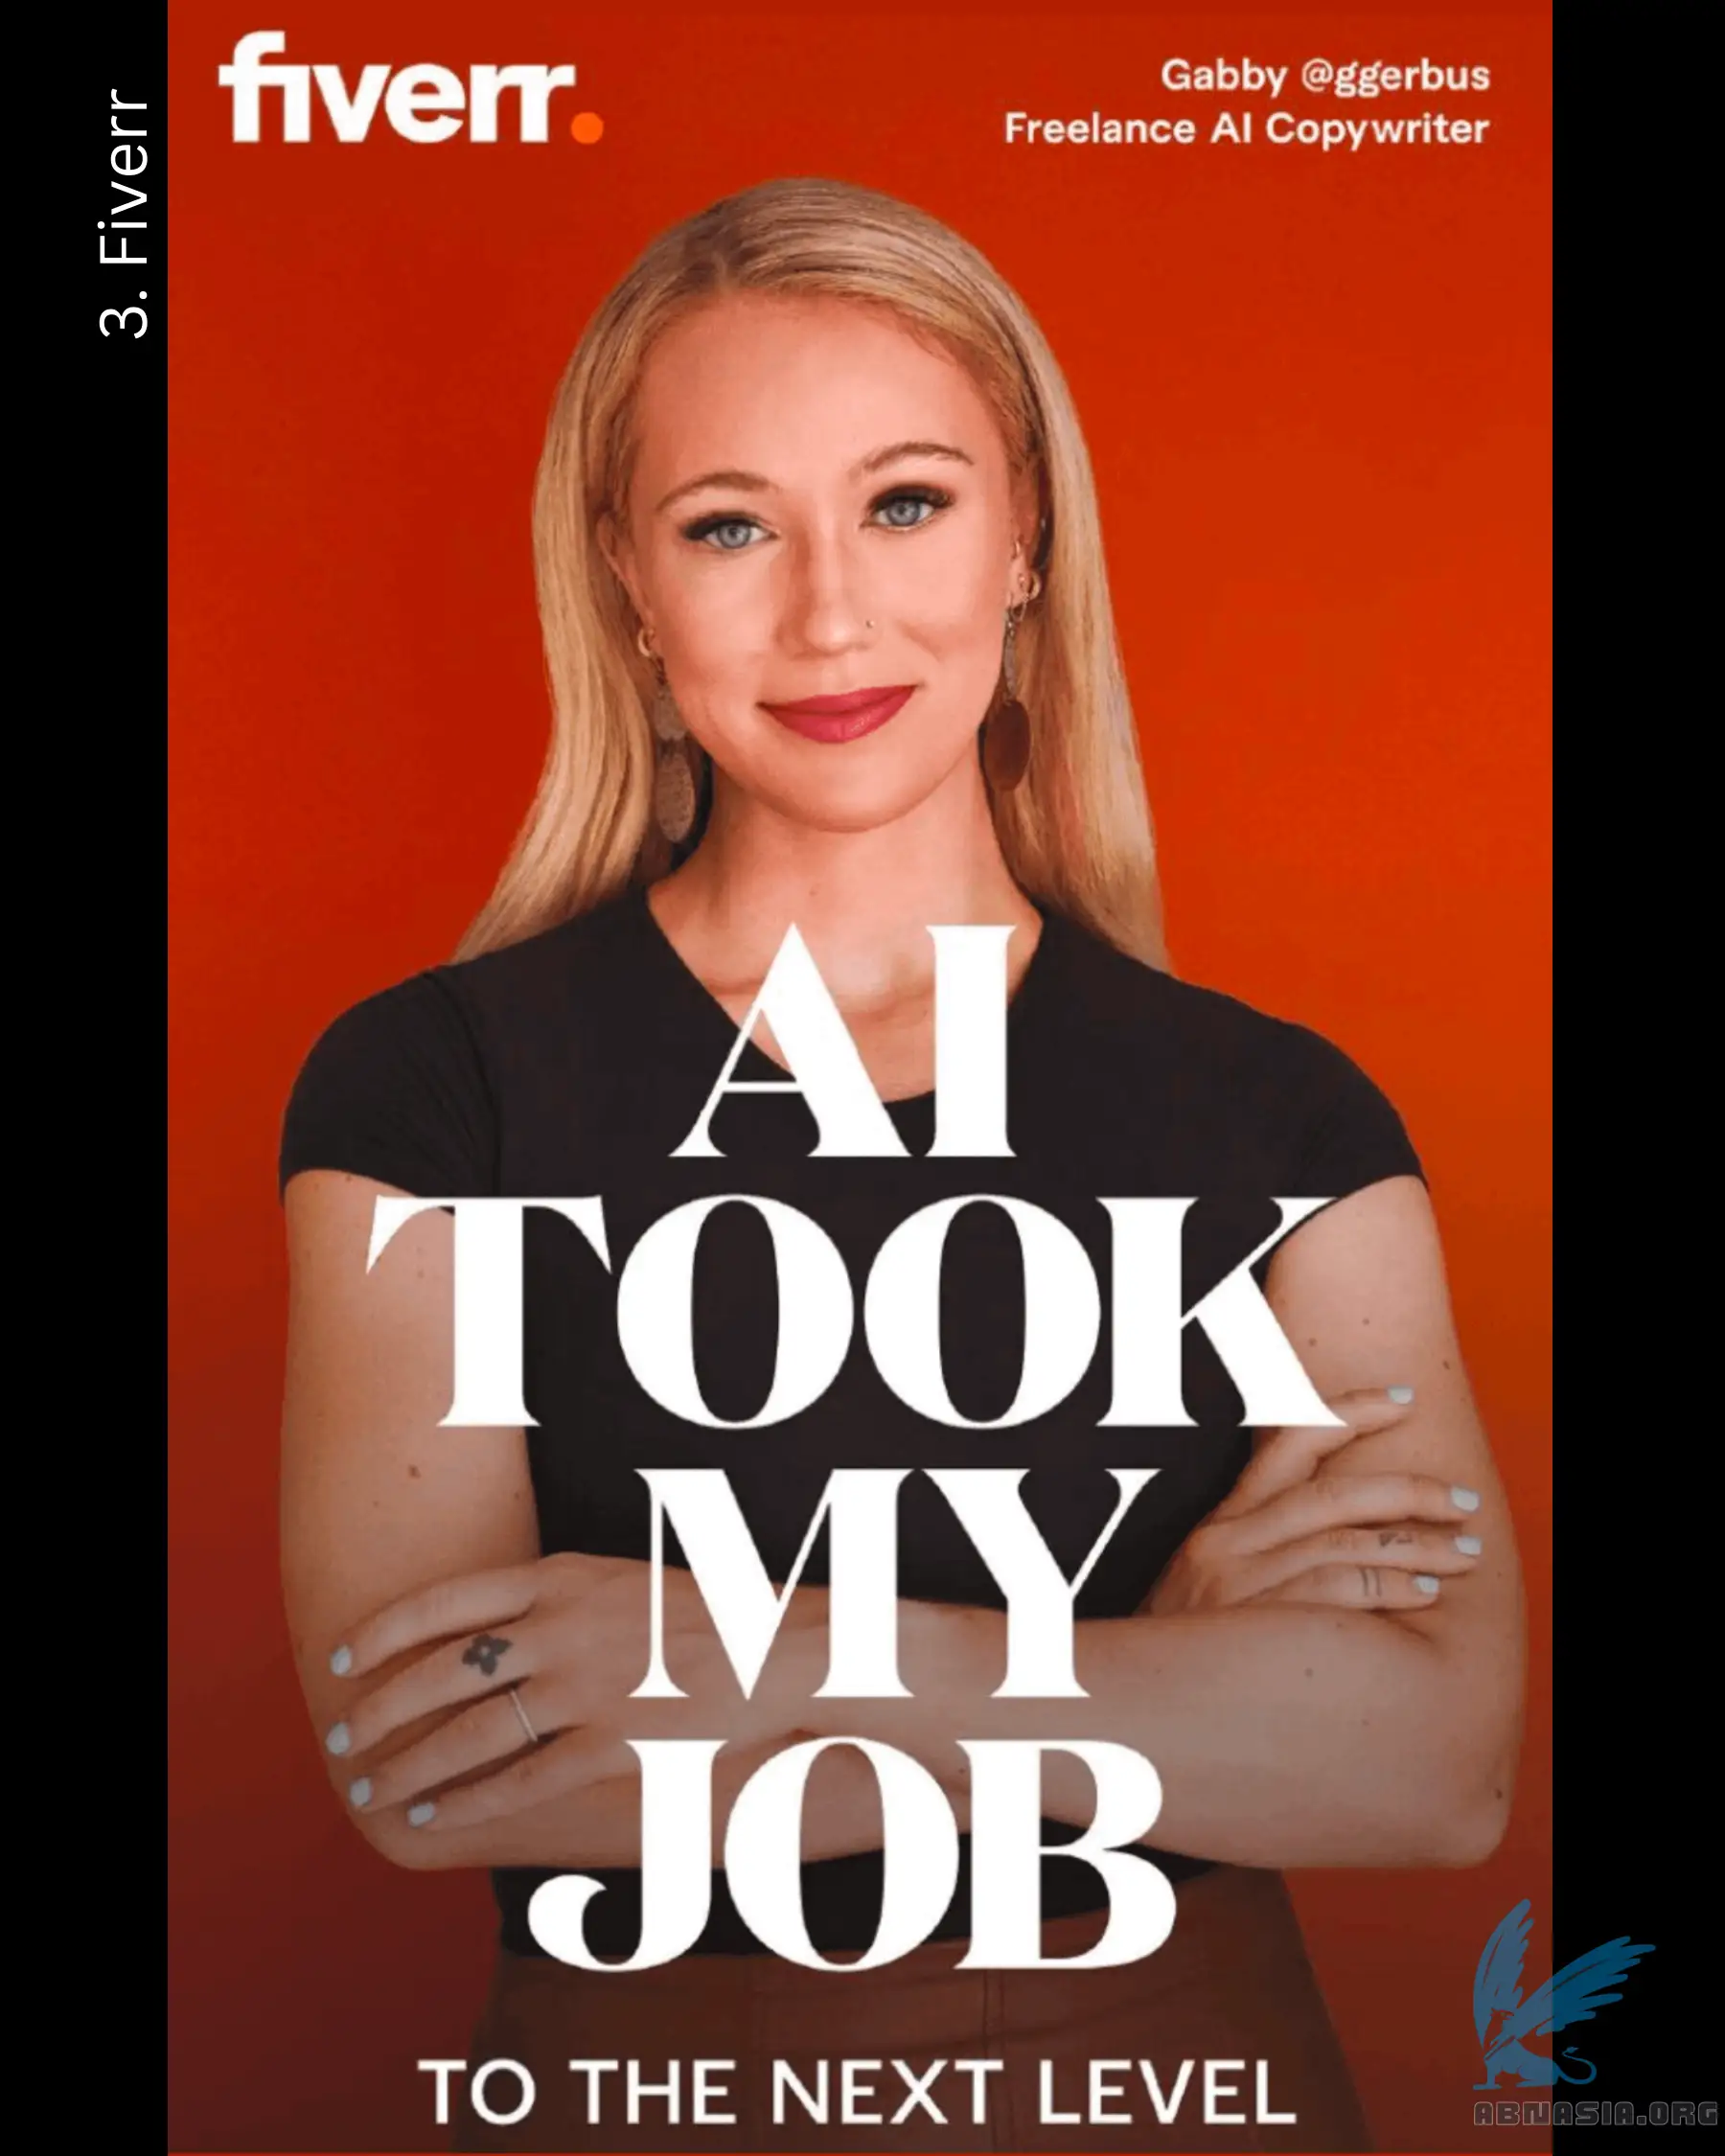 3. Fiverr
fiverr.
Gabby @ggerbus
Freelance AI Copywriter
AI
TOOK
MY
JOB
TO THE NEXT LEVEL
ABNASIA.ORG